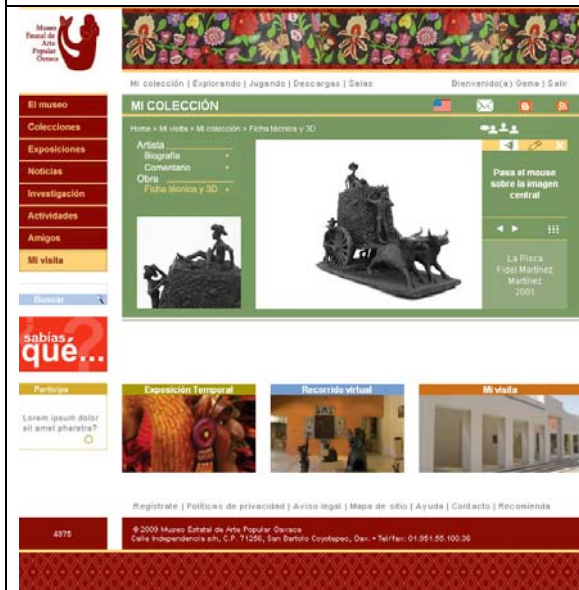 Museo
Estatal de
Arte
Popular
Oaxaca
Mi colección | Explorando | Jugando | Descargas | Salas
Bienvenido(a) Gema | Salir
El museo
Colecciones
Exposiciones
Noticias
Investigación
Actividades
Amigos
Mi visita
MI COLECCIÓN
Home » Mi visita » Mi colección » Ficha técnica y 3D
Artista
Biografía
Comentario
Obra
Ficha técnica y 3D
Pasa el mouse
sobre la imagen
central
La Pisca
Fidel Martínez
Martínez
2001
Buscar
sabías
qué...
Participa
Lorem ipsum dolor
sit amet pharetra?
Exposición Temporal
Recorrido virtual
Mi visita
Regístrate | Políticas de privacidad | Aviso legal | Mapa de sitio | Ayuda | Contacto | Recomienda
4975
© 2009 Museo Estatal de Arte Popular Oaxaca
Calle Independencia s/n, C.P. 71256, San Bartolo Coyotepec, Oax. • Tel/fax: 01.951.55.100.36